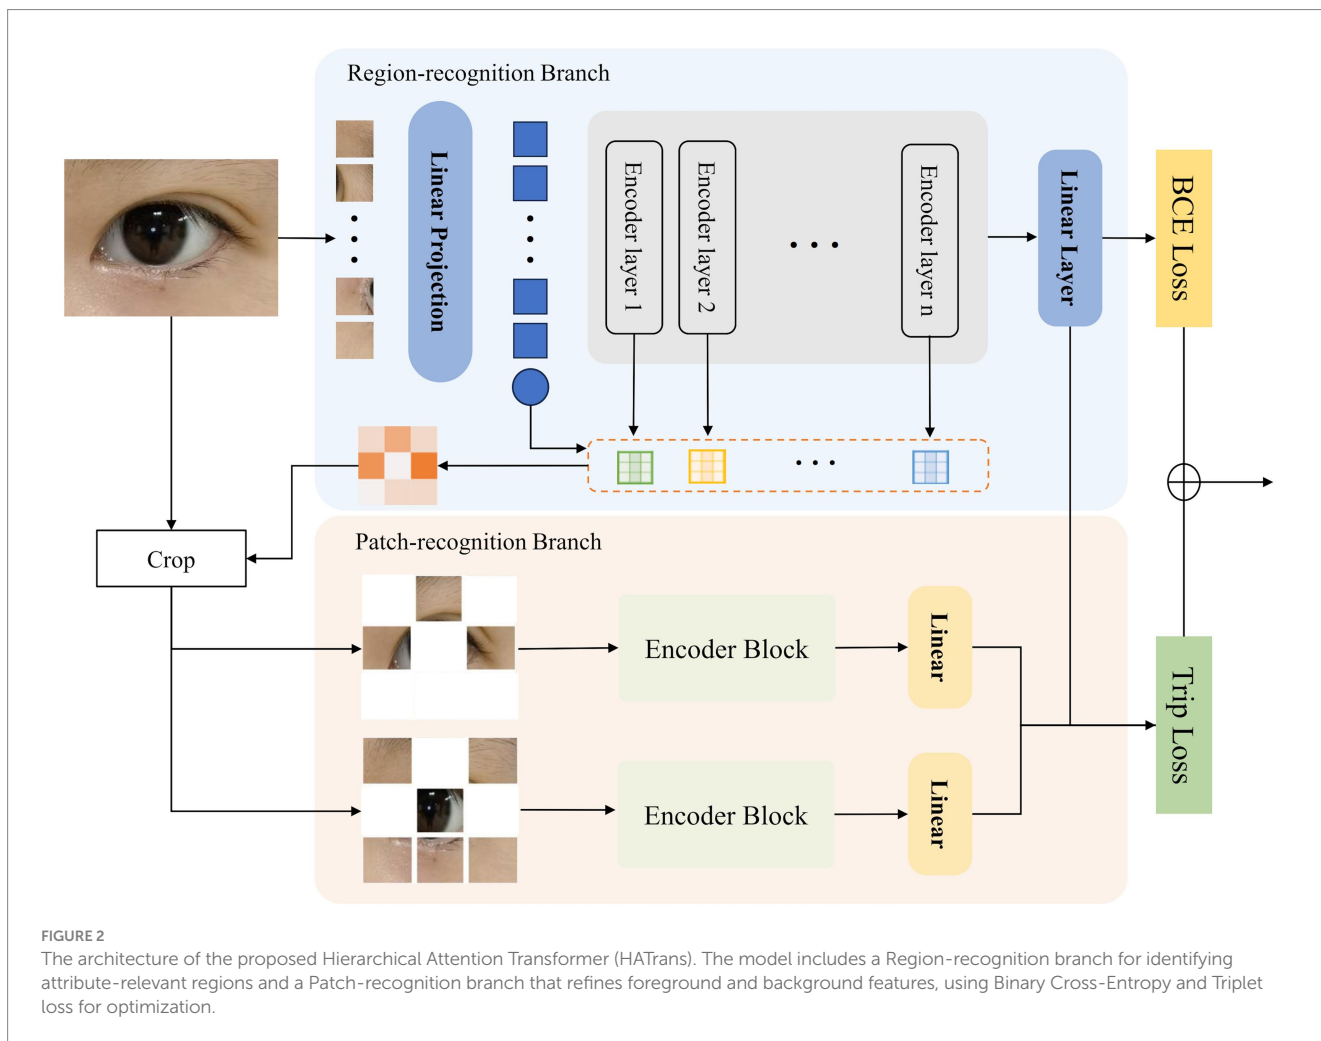 Region-recognition Branch
Linear Projection
Encoder layer 1
Encoder layer 2
Encoder layer n
Linear Layer
BCE Loss
Crop
Patch-recognition Branch
Encoder Block
Linear
Encoder Block
Linear
Trip Loss
FIGURE 2
The architecture of the proposed Hierarchical Attention Transformer (HATrans). The model includes a Region-recognition branch for identifying
attribute-relevant regions and a Patch-recognition branch that refines foreground and background features, using Binary Cross-Entropy and Triplet
loss for optimization.